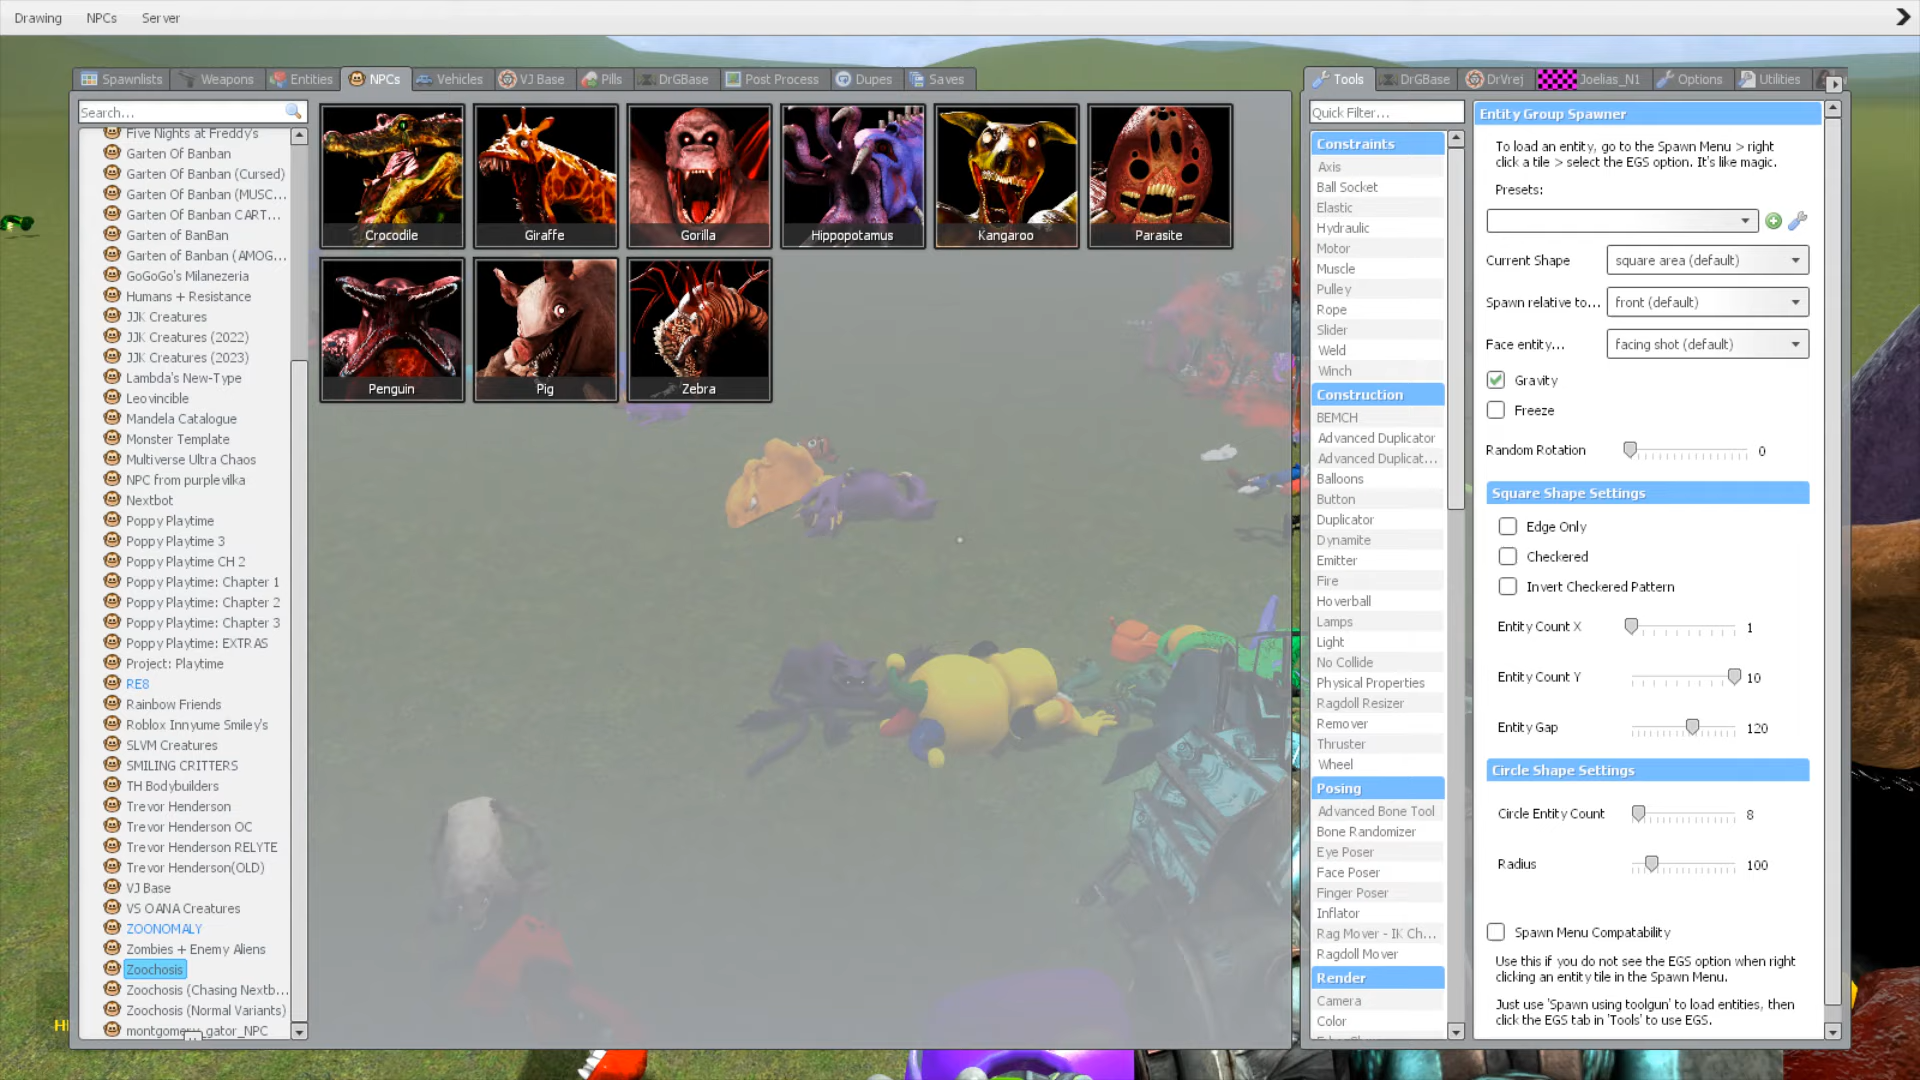 Drawing NPCs Server
Spawnlists Weapons Entities NPCs Vehicles VJ Base Pills DrGBase Post Process Dupes Saves
Search...
Five Nights at Freddy's
Garten Of Banban
Garten Of Banban (Cursed)
Garten Of Banban (MUSC...
Garten Of Banban CART...
Garten of BanBan
Garten of Banban (AMOG...
GoGoGo's Milanezeria
Humans + Resistance
JJK Creatures
JJK Creatures (2022)
JJK Creatures (2023)
Lambda's New-Type
Leovincible
Mandela Catalogue
Monster Template
Multiverse Ultra Chaos
NPC from purplevilka
Nextbot
Poppy Playtime
Poppy Playtime 3
Poppy Playtime CH 2
Poppy Playtime: Chapter 1
Poppy Playtime: Chapter 2
Poppy Playtime: Chapter 3
Poppy Playtime: EXTRAS
Project: Playtime
RE8
Rainbow Friends
Roblox Innyume Smiley's
SLVM Creatures
SMILING CRITTERS
TH Bodybuilders
Trevor Henderson
Trevor Henderson OC
Trevor Henderson RELYTE
Trevor Henderson(OLD)
VJ Base
VS OANA Creatures
ZOONOMALY
Zombies + Enemy Aliens
Zoochosis
Zoochosis (Chasing Nextb...
Zoochosis (Normal Variants)
montgomery_gator_NPC
Crocodile Giraffe Gorilla Hippopotamus Kangaroo Parasite
Penguin Pig Zebra
Tools DrGBase DrVrej Joelias_N1 Options Utilities
Quick Filter...
Constraints
Axis
Ball Socket
Elastic
Hydraulic
Motor
Muscle
Pulley
Rope
Slider
Weld
Winch
Construction
BEMCH
Advanced Duplicator
Advanced Duplicat...
Balloons
Button
Duplicator
Dynamite
Emitter
Fire
Hoverball
Lamps
Light
No Collide
Physical Properties
Ragdoll Resizer
Remover
Thruster
Wheel
Posing
Advanced Bone Tool
Bone Randomizer
Eye Poser
Face Poser
Finger Poser
Inflator
Rag Mover - IK Ch...
Ragdoll Mover
Render
Camera
Color
Entity Group Spawner
To load an entity, go to the Spawn Menu > right
click a tile > select the EGS option. It's like magic.
Presets:
Current Shape square area (default)
Spawn relative to... front (default)
Face entity... facing shot (default)
Gravity
Freeze
Random Rotation 0
Square Shape Settings
Edge Only
Checkered
Invert Checkered Pattern
Entity Count X 1
Entity Count Y 10
Entity Gap 120
Circle Shape Settings
Circle Entity Count 8
Radius 100
Spawn Menu Compatability
Use this if you do not see the EGS option when right
clicking an entity tile in the Spawn Menu.
Just use 'Spawn using toolgun' to load entities, then
click the EGS tab in 'Tools' to use EGS.